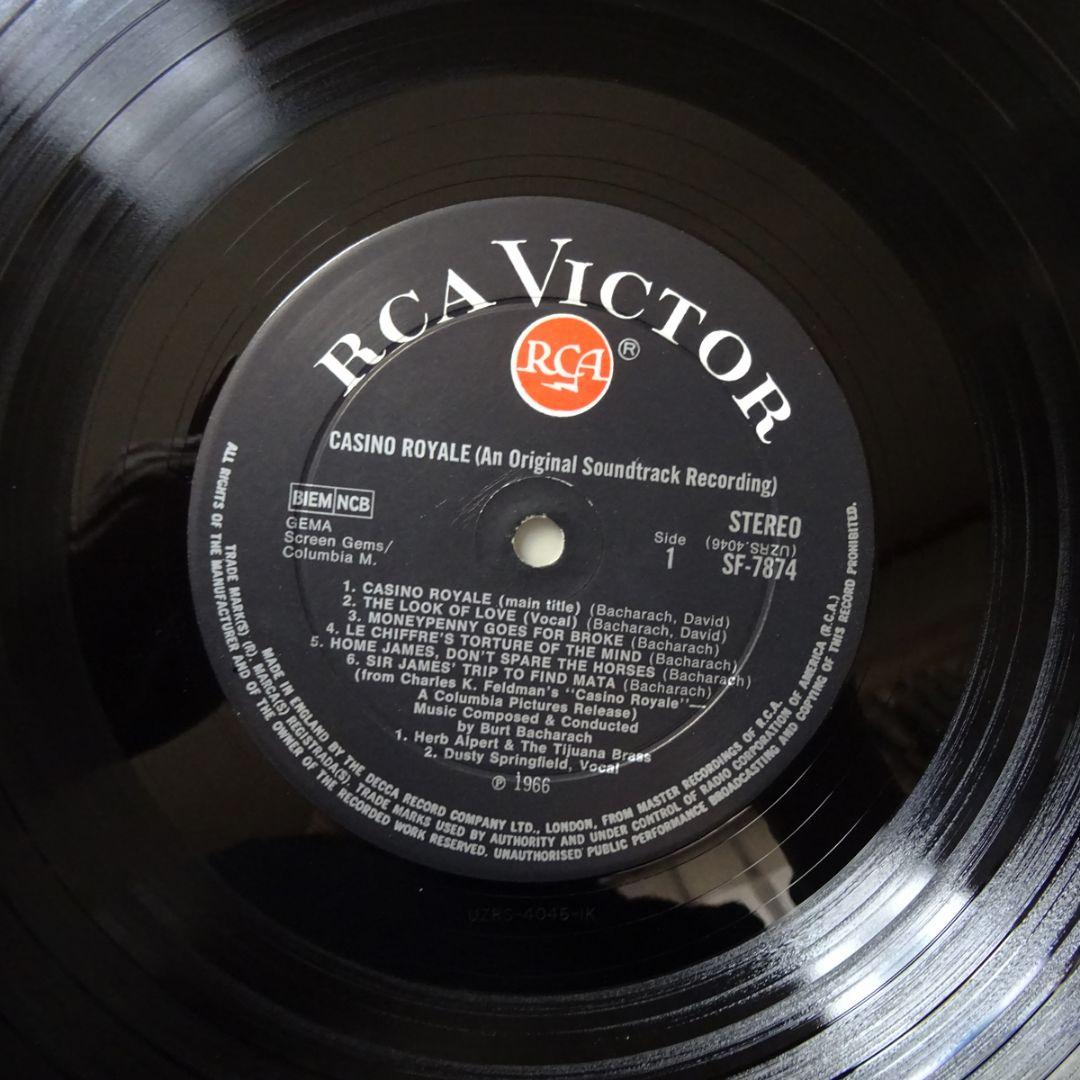 RCA VICTOR
RCA ®
CASINO ROYALE (An Original Soundtrack Recording)
BIEM NCB
GEMA
Screen Gems/
Columbia M.
STEREO
Side
1
(UZRS.4046)
SF-7874
1. CASINO ROYALE (main title) (Bacharach, David)
2. THE LOOK OF LOVE (Vocal) (Bacharach, David)
3. MONEYPENNY GOES FOR BROKE (Bacharach)
4. LE CHIFFRE'S TORTURE OF THE MIND (Bacharach)
5. HOME JAMES, DON'T SPARE THE HORSES (Bacharach)
6. SIR JAMES' TRIP TO FIND MATA (Bacharach)
(from Charles K. Feldman's "Casino Royale"—
A Columbia Pictures Release)
Music Composed & Conducted
by Burt Bacharach
1. Herb Alpert & The Tijuana Brass
2. Dusty Springfield, Vocal
℗ 1966
MADE IN ENGLAND BY THE DECCA RECORD COMPANY LTD., LONDON, FROM MASTER RECORDINGS OF R.C.A.
TRADE MARK(S) (R), MARCA(S) REGISTRADA(S) TRADE MARKS USED BY AUTHORITY AND UNDER CONTROL OF RADIO CORPORATION OF AMERICA (R.C.A.)
ALL RIGHTS OF THE MANUFACTURER AND OF THE OWNER OF THE RECORDED WORK RESERVED. UNAUTHORISED PUBLIC PERFORMANCE BROADCASTING AND COPYING OF THIS RECORD PROHIBITED.
UZRS-4046-1K